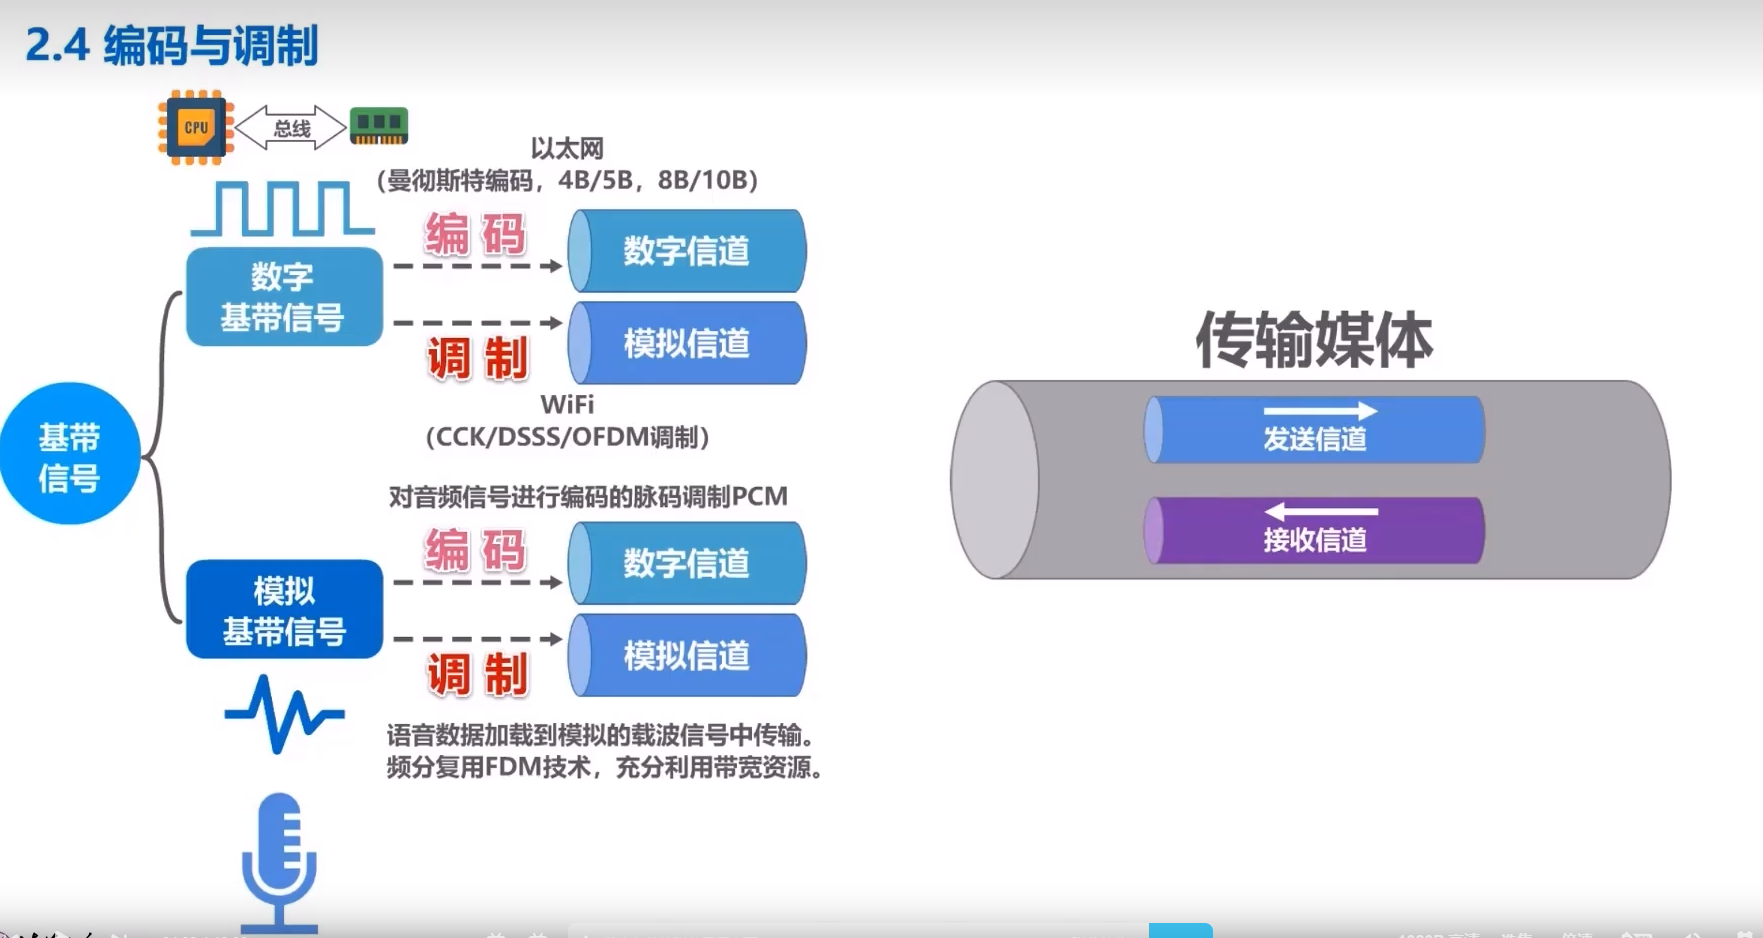 2.4 编码与调制
CPU
总线
以太网
（曼彻斯特编码，4B/5B，8B/10B）
编码
数字信道
数字
基带信号
模拟信道
调制
WiFi
（CCK/DSSS/OFDM调制）
基带
信号
对音频信号进行编码的脉码调制PCM
编码
数字信道
模拟
基带信号
模拟信道
调制
语音数据加载到模拟的载波信号中传输。
频分复用FDM技术，充分利用带宽资源。
传输媒体
发送信道
接收信道